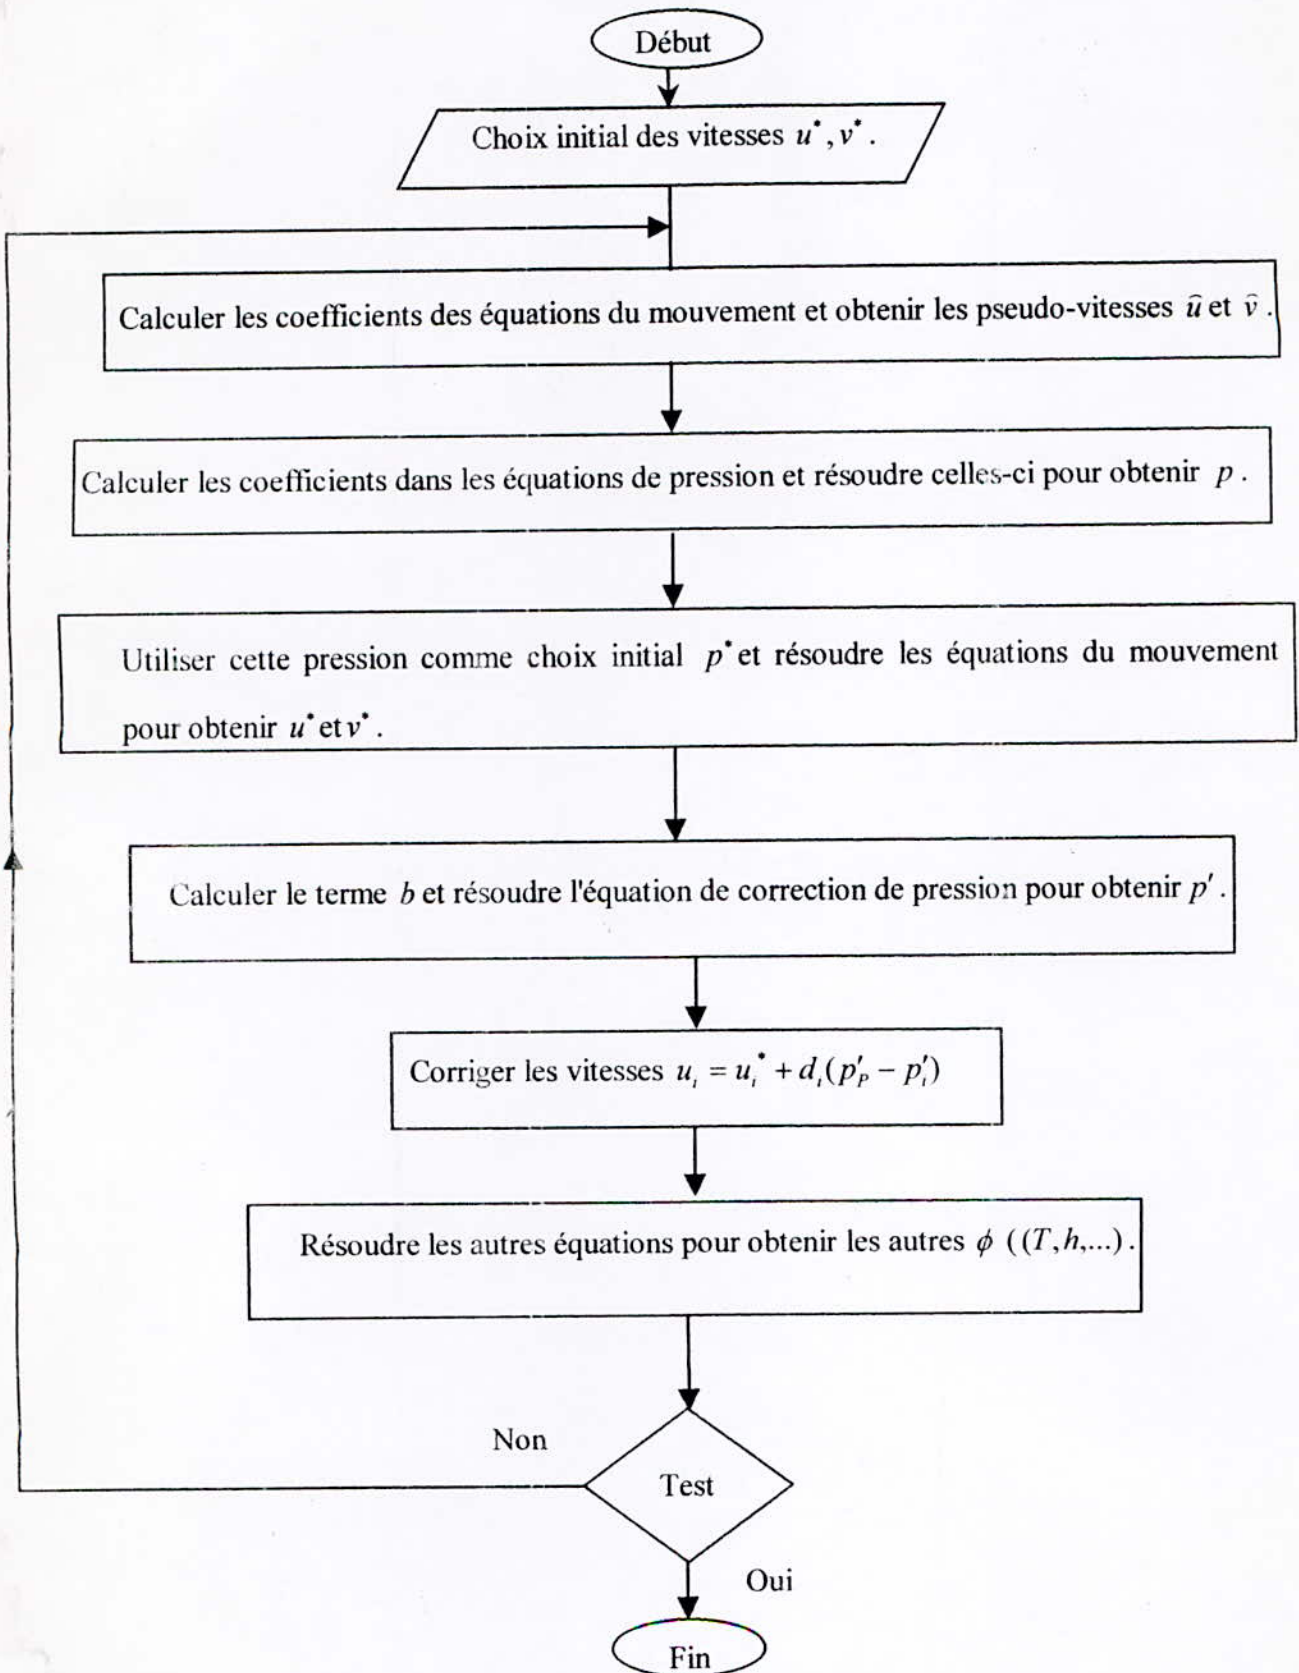 Début
Choix initial des vitesses u*, v*.
Calculer les coefficients des équations du mouvement et obtenir les pseudo-vitesses û et v̂.
Calculer les coefficients dans les équations de pression et résoudre celles-ci pour obtenir p.
Utiliser cette pression comme choix initial p* et résoudre les équations du mouvement
pour obtenir u* et v*.
Calculer le terme b et résoudre l'équation de correction de pression pour obtenir p′.
Corriger les vitesses u_i = u_i* + d_i(p′_P − p′_i)
Résoudre les autres équations pour obtenir les autres ϕ ((T,h,...).
Non
Test
Oui
Fin